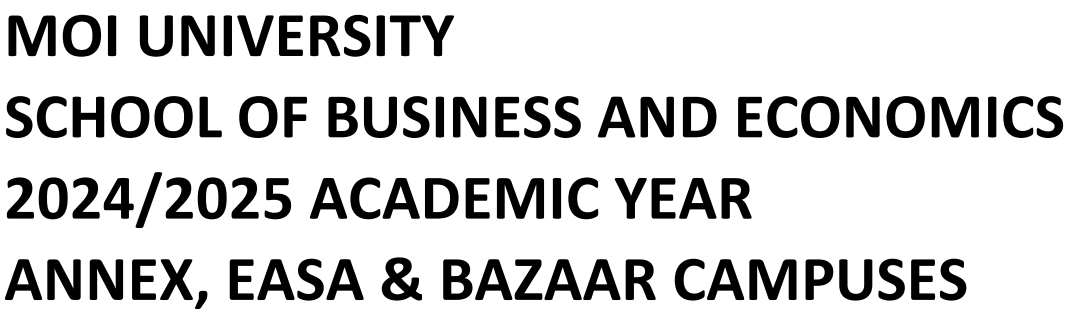 MOI UNIVERSITY
SCHOOL OF BUSINESS AND ECONOMICS
2024/2025 ACADEMIC YEAR
ANNEX, EASA & BAZAAR CAMPUSES